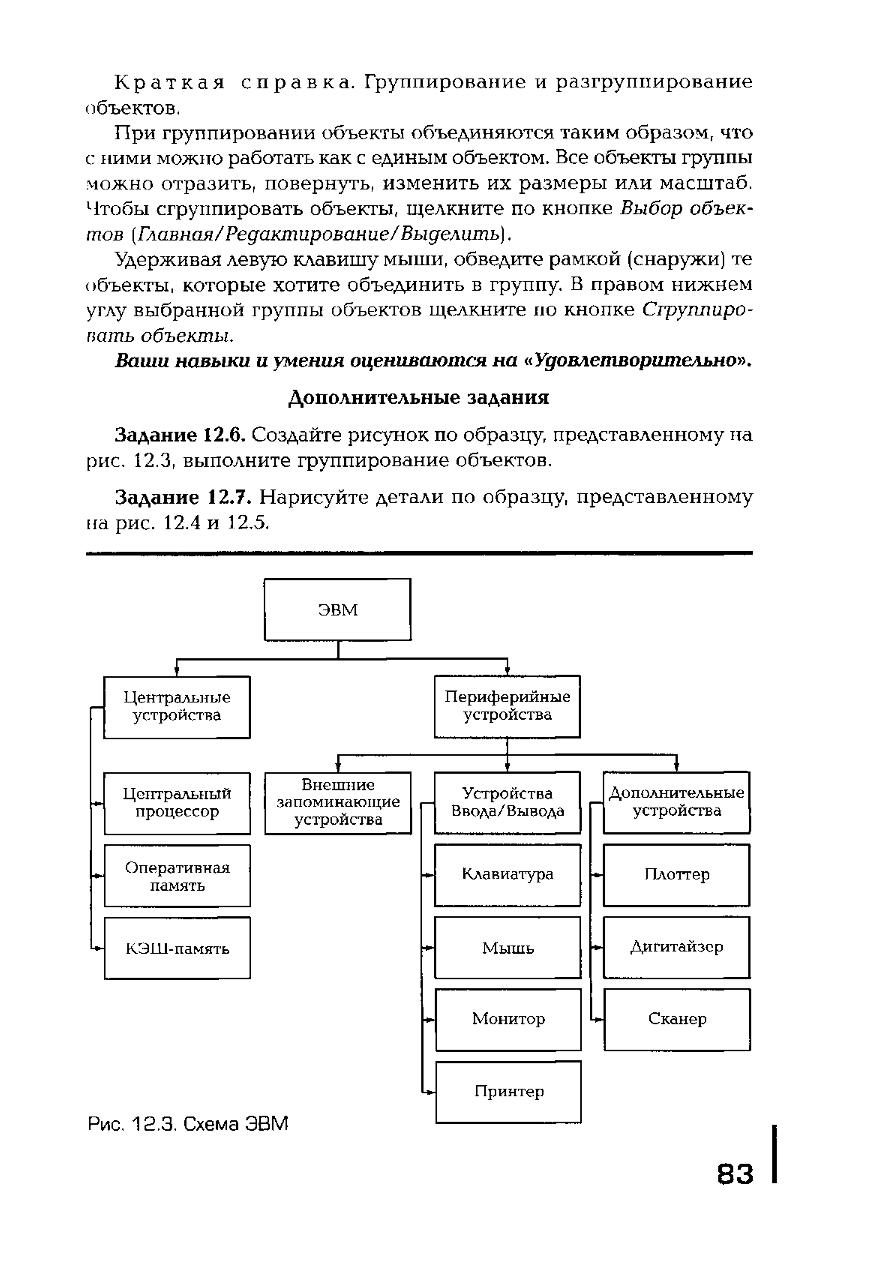 Краткая справка. Группирование и разгруппирование
объектов.
При группировании объекты объединяются таким образом, что
с ними можно работать как с единым объектом. Все объекты группы
можно отразить, повернуть, изменить их размеры или масштаб.
Чтобы сгруппировать объекты, щелкните по кнопке Выбор объек-
тов (Главная/Редактирование/Выделить).
Удерживая левую клавишу мыши, обведите рамкой (снаружи) те
объекты, которые хотите объединить в группу. В правом нижнем
углу выбранной группы объектов щелкните по кнопке Сгруппиро-
вать объекты.
Ваши навыки и умения оцениваются на «Удовлетворительно».
Дополнительные задания
Задание 12.6. Создайте рисунок по образцу, представленному на
рис. 12.3, выполните группирование объектов.
Задание 12.7. Нарисуйте детали по образцу, представленному
на рис. 12.4 и 12.5.
ЭВМ
Центральные
устройства
Периферийные
устройства
Центральный
процессор
Внешние
запоминающие
устройства
Устройства
Ввода/Вывода
Дополнительные
устройства
Оперативная
память
Клавиатура
Плоттер
КЭШ-память
Мышь
Дигитайзер
Монитор
Сканер
Принтер
Рис. 12.3. Схема ЭВМ
83